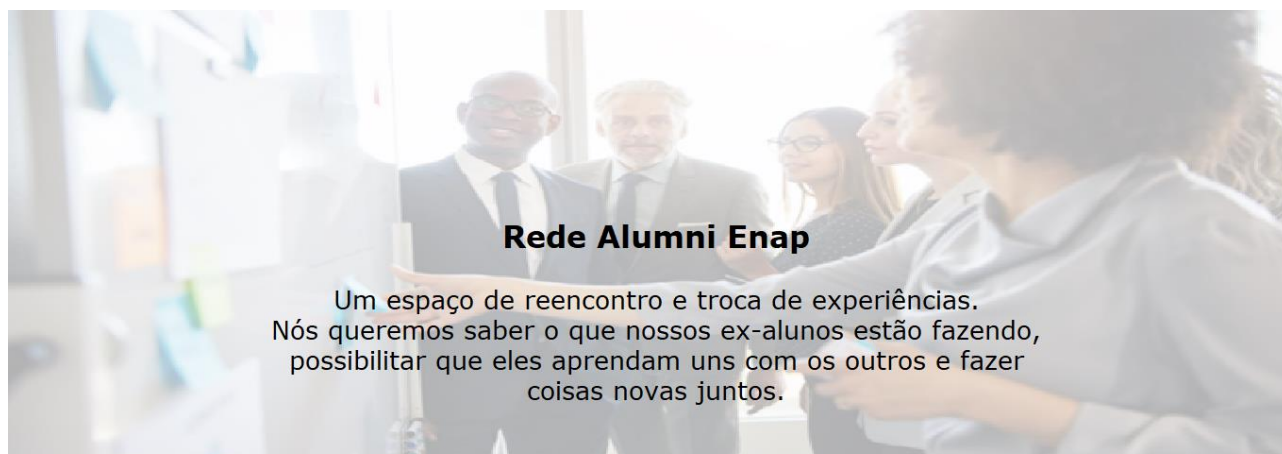 Rede Alumni Enap
Um espaço de reencontro e troca de experiências.
Nós queremos saber o que nossos ex-alunos estão fazendo,
possibilitar que eles aprendam uns com os outros e fazer
coisas novas juntos.